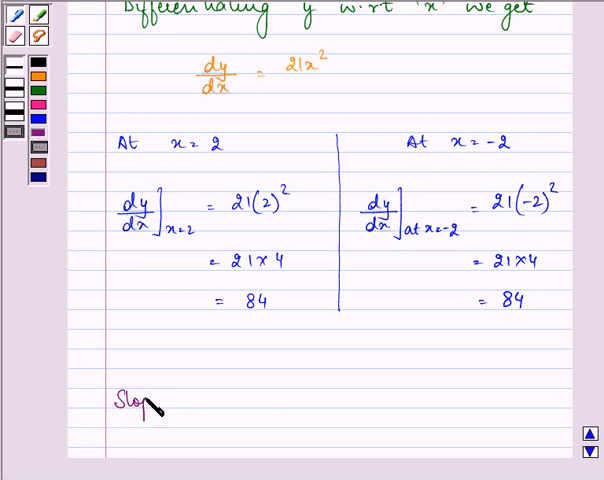 Differentiating y w.r.t 'x' we get
dy/dx = 21x²
At x = 2
dy/dx]x=2 = 21(2)²
= 21 × 4
= 84
At x = -2
dy/dx]at x=-2 = 21(-2)²
= 21×4
= 84
Slop